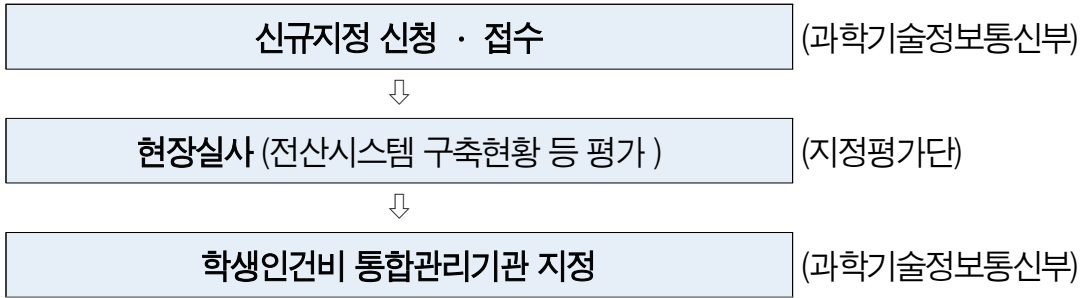 신규지정 신청 · 접수 (과학기술정보통신부)
⇩
현장실사 (전산시스템 구축현황 등 평가 ) (지정평가단)
⇩
학생인건비 통합관리기관 지정 (과학기술정보통신부)